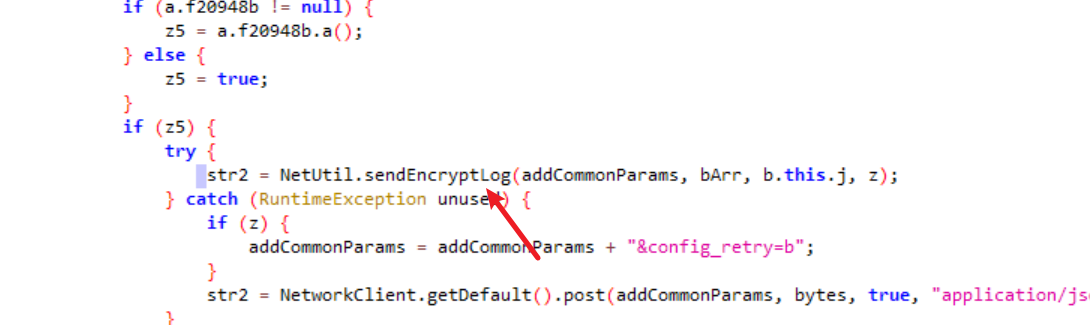 if (a.f20948b != null) {
z5 = a.f20948b.a();
} else {
z5 = true;
}
if (z5) {
try {
str2 = NetUtil.sendEncryptLog(addCommonParams, bArr, b.this.j, z);
} catch (RuntimeException unused) {
if (z) {
addCommonParams = addCommonParams + "&config_retry=b";
}
str2 = NetworkClient.getDefault().post(addCommonParams, bytes, true, "application/js
}